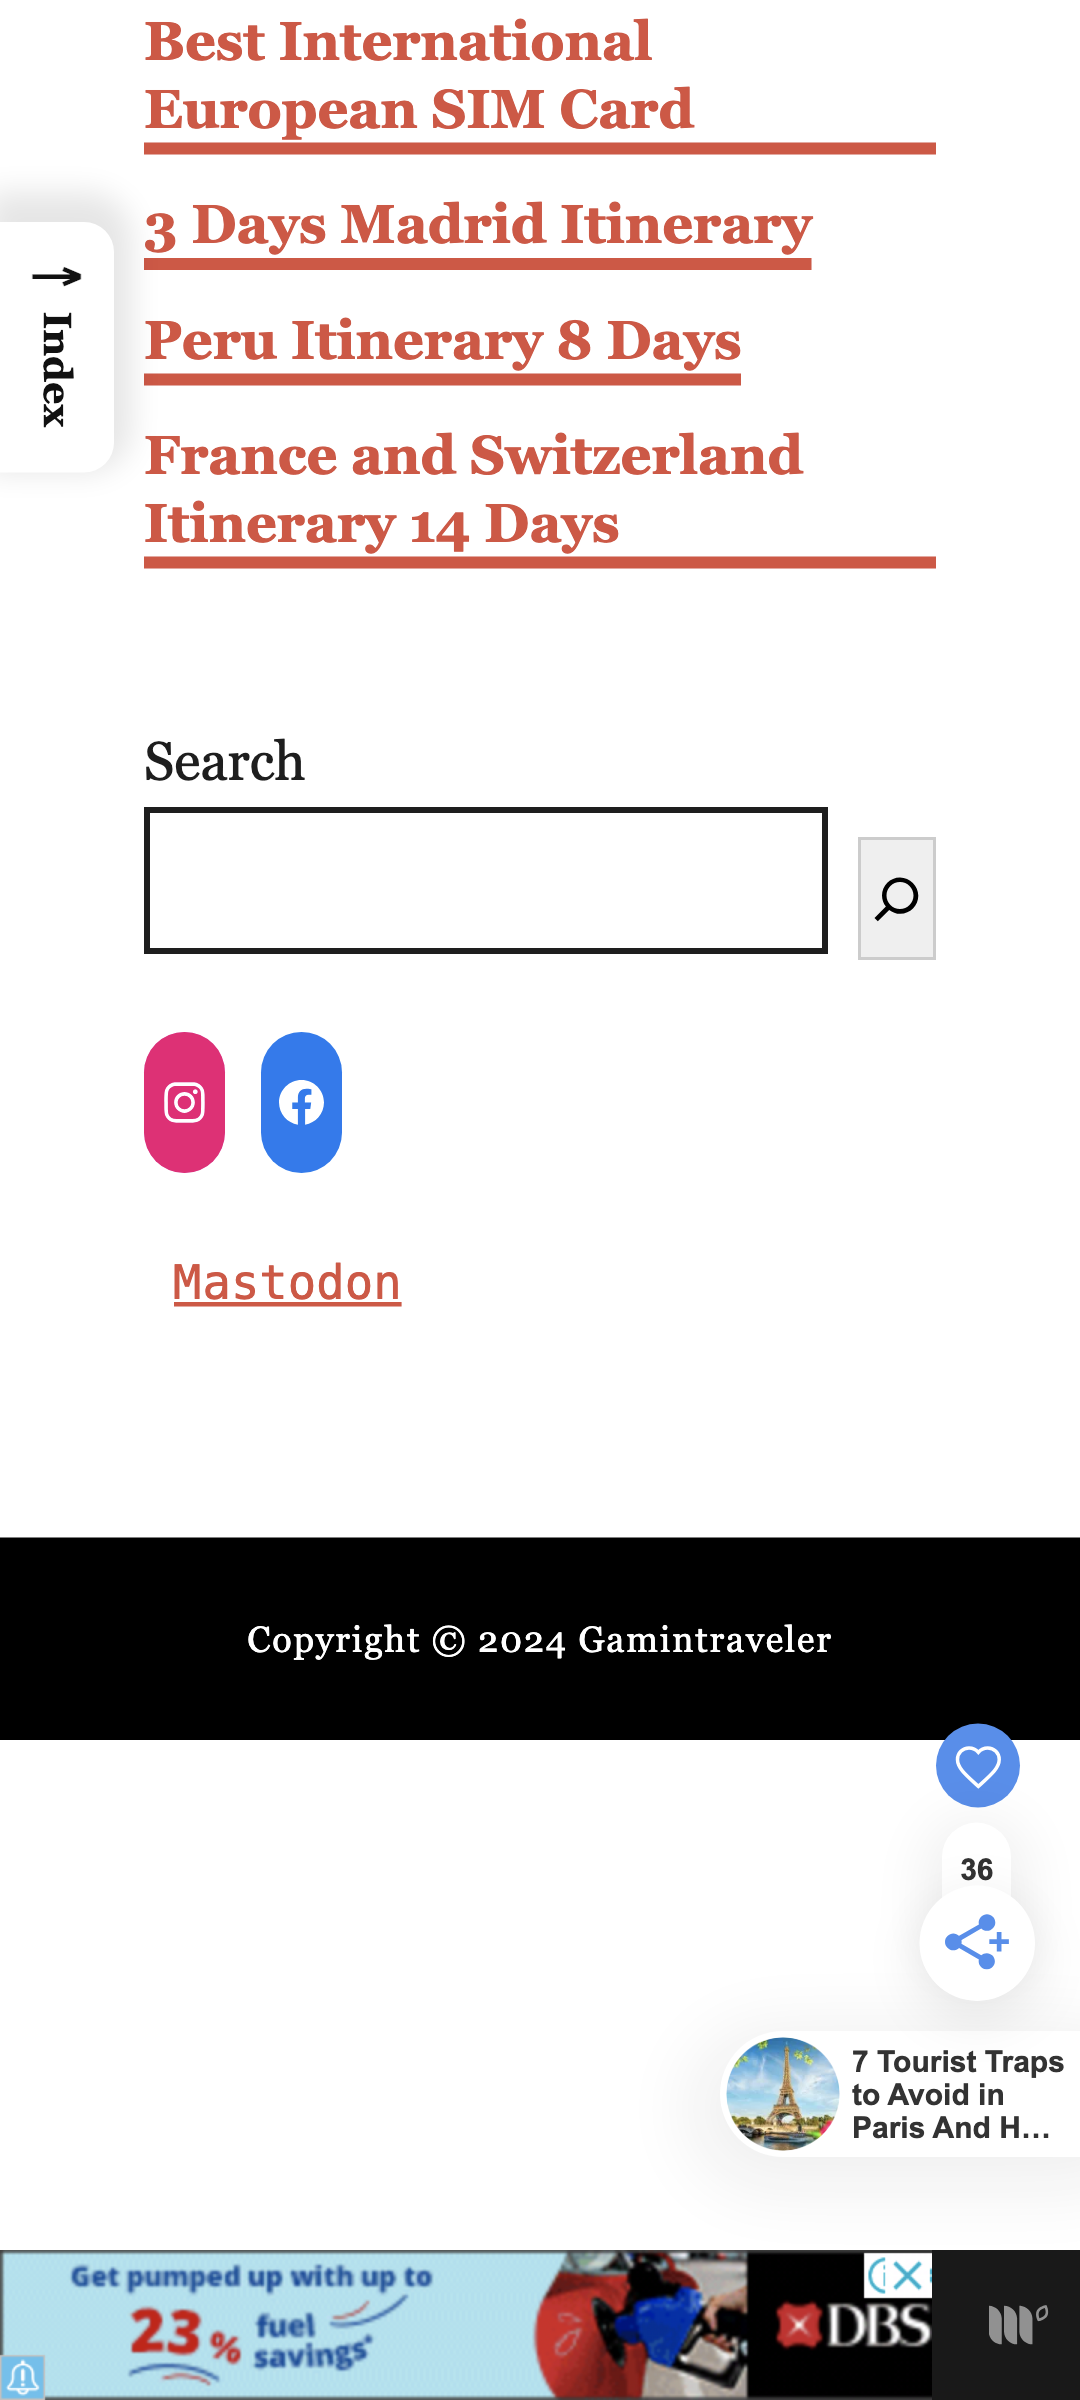 Best International
European SIM Card
3 Days Madrid Itinerary
Index
Peru Itinerary 8 Days
France and Switzerland
Itinerary 14 Days
Search
Mastodon
Copyright © 2024 Gamintraveler
36
7 Tourist Traps
to Avoid in
Paris And H...
Get pumped up with up to
23% fuel
savings*
DBS